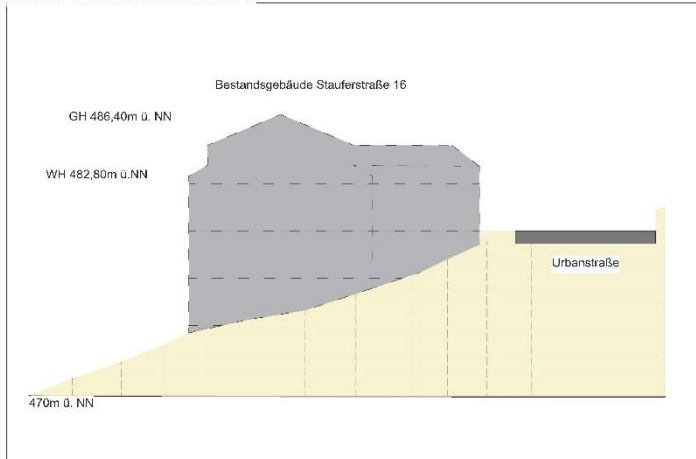 Bestandsgebäude Stauferstraße 16
GH 486,40m ü. NN
WH 482,80m ü.NN
Urbanstraße
470m ü. NN